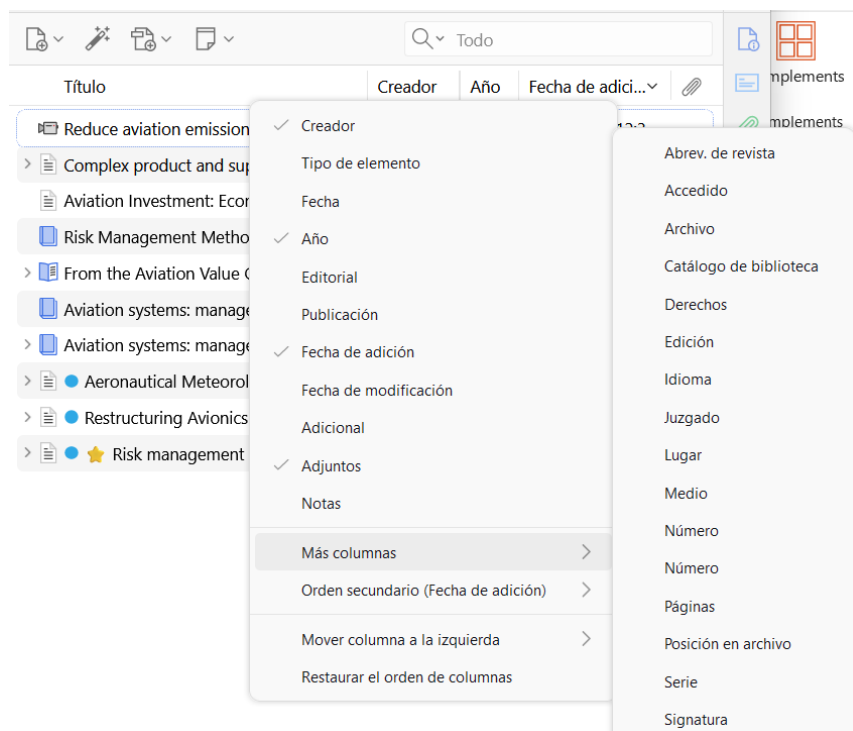 Todo
mplements
Título Creador Año Fecha de adici...
mplements
Reduce aviation emission
Complex product and sup
Aviation Investment: Ecor
Risk Management Metho
From the Aviation Value
Aviation systems: manage
Aviation systems: manage
Aeronautical Meteorol
Restructuring Avionics
Risk management
Creador
Tipo de elemento
Fecha
Año
Editorial
Publicación
Fecha de adición
Fecha de modificación
Adicional
Adjuntos
Notas
Más columnas
Orden secundario (Fecha de adición)
Mover columna a la izquierda
Restaurar el orden de columnas
Abrev. de revista
Accedido
Archivo
Catálogo de biblioteca
Derechos
Edición
Idioma
Juzgado
Lugar
Medio
Número
Número
Páginas
Posición en archivo
Serie
Signatura